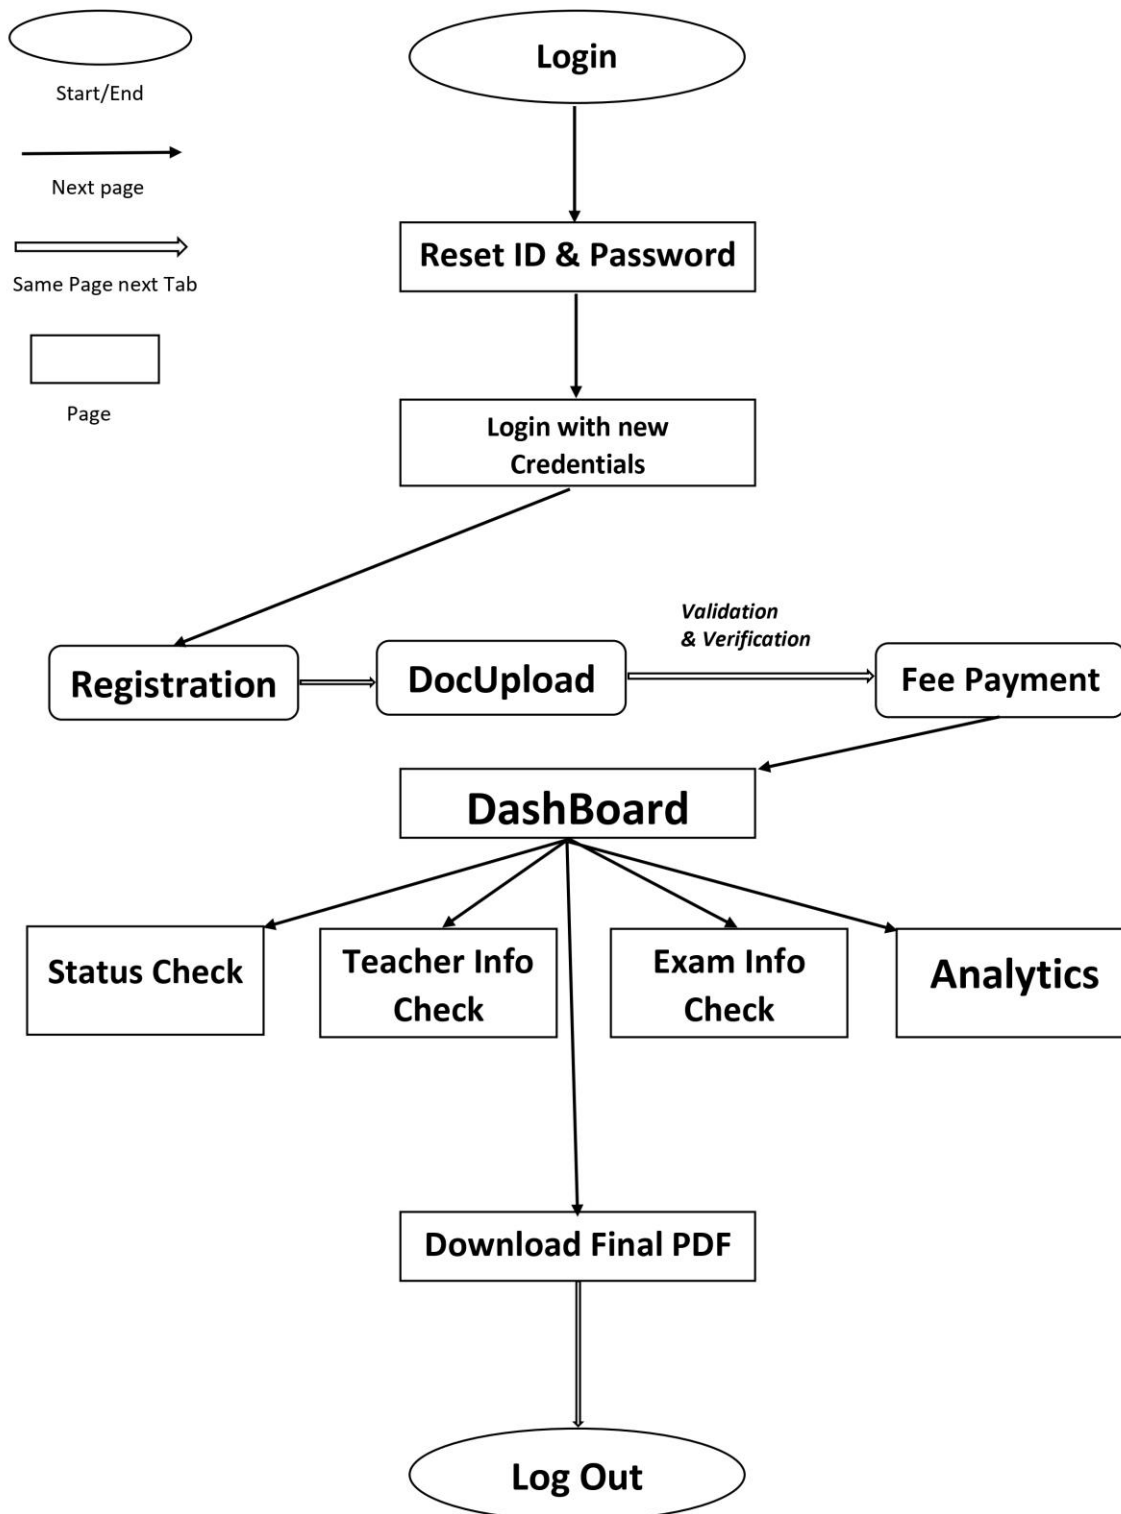 Start/End
Next page
Same Page next Tab
Page
Login
Reset ID & Password
Login with new
Credentials
Validation
& Verification
Registration
DocUpload
Fee Payment
DashBoard
Status Check
Teacher Info
Check
Exam Info
Check
Analytics
Download Final PDF
Log Out